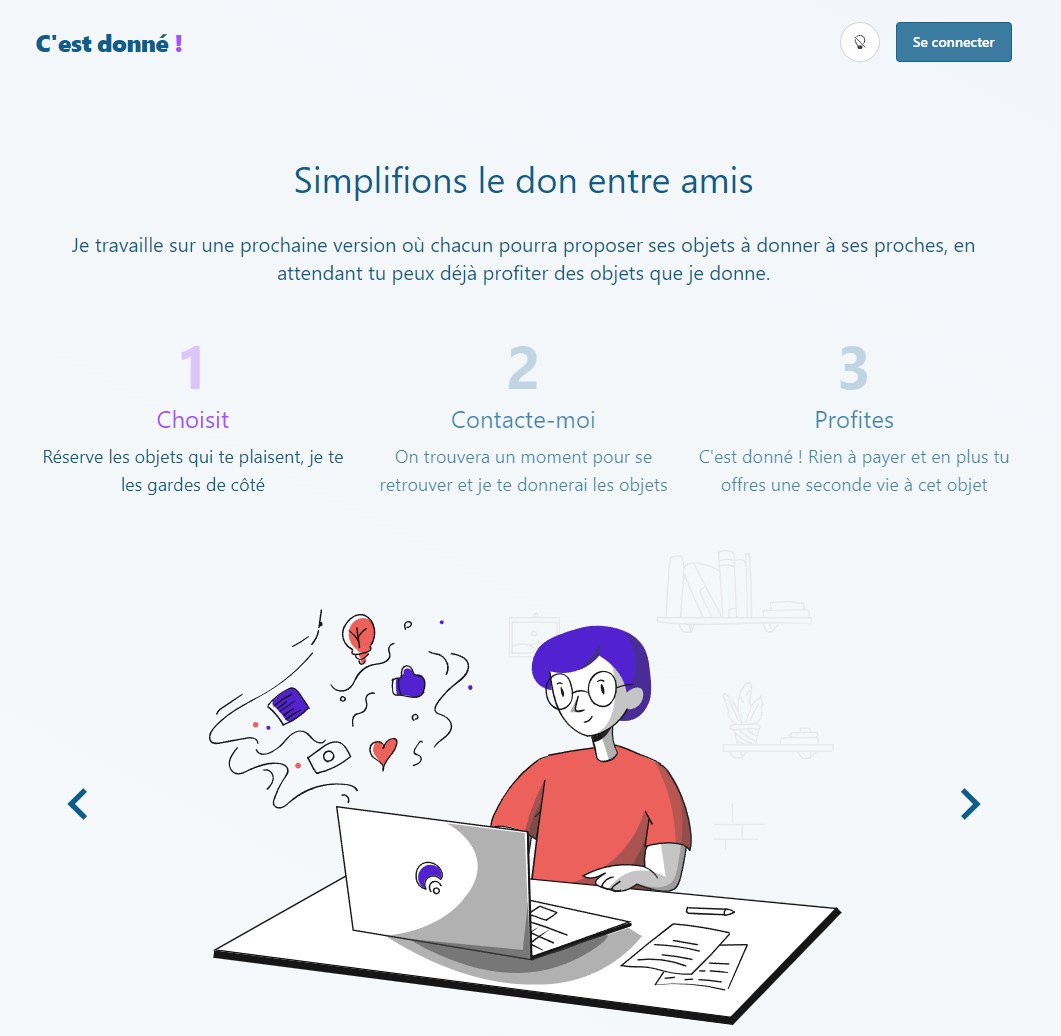 C'est donné !
Se connecter
Simplifions le don entre amis
Je travaille sur une prochaine version où chacun pourra proposer ses objets à donner à ses proches, en
attendant tu peux déjà profiter des objets que je donne.
1
Choisit
Réserve les objets qui te plaisent, je te
les gardes de côté
2
Contacte-moi
On trouvera un moment pour se
retrouver et je te donnerai les objets
3
Profites
C'est donné ! Rien à payer et en plus tu
offres une seconde vie à cet objet